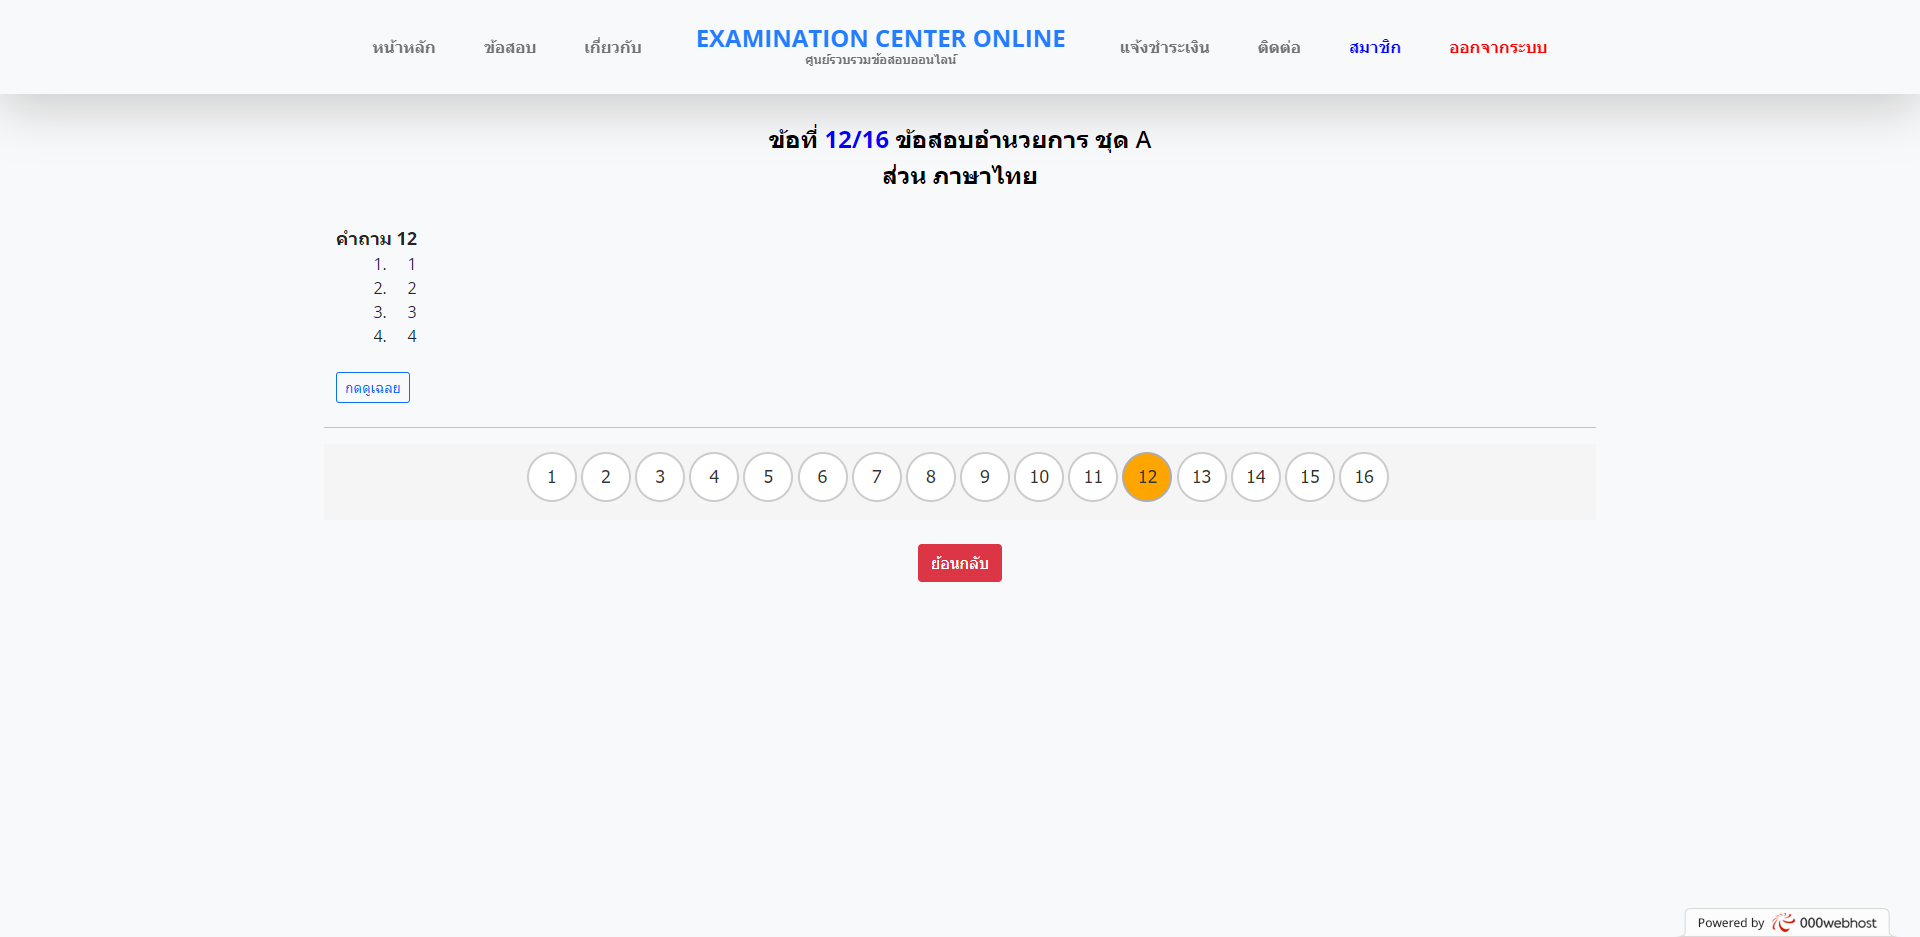 หน้าหลัก ข้อสอบ เกี่ยวกับ EXAMINATION CENTER ONLINE แจ้งชำระเงิน ติดต่อ สมาชิก ออกจากระบบ
ศูนย์รวบรวมข้อสอบออนไลน์
ข้อที่ 12/16 ข้อสอบอำนวยการ ชุด A
ส่วน ภาษาไทย
คำถาม 12
1. 1
2. 2
3. 3
4. 4
กดดูเฉลย
1 2 3 4 5 6 7 8 9 10 11 12 13 14 15 16
ย้อนกลับ
Powered by 000webhost